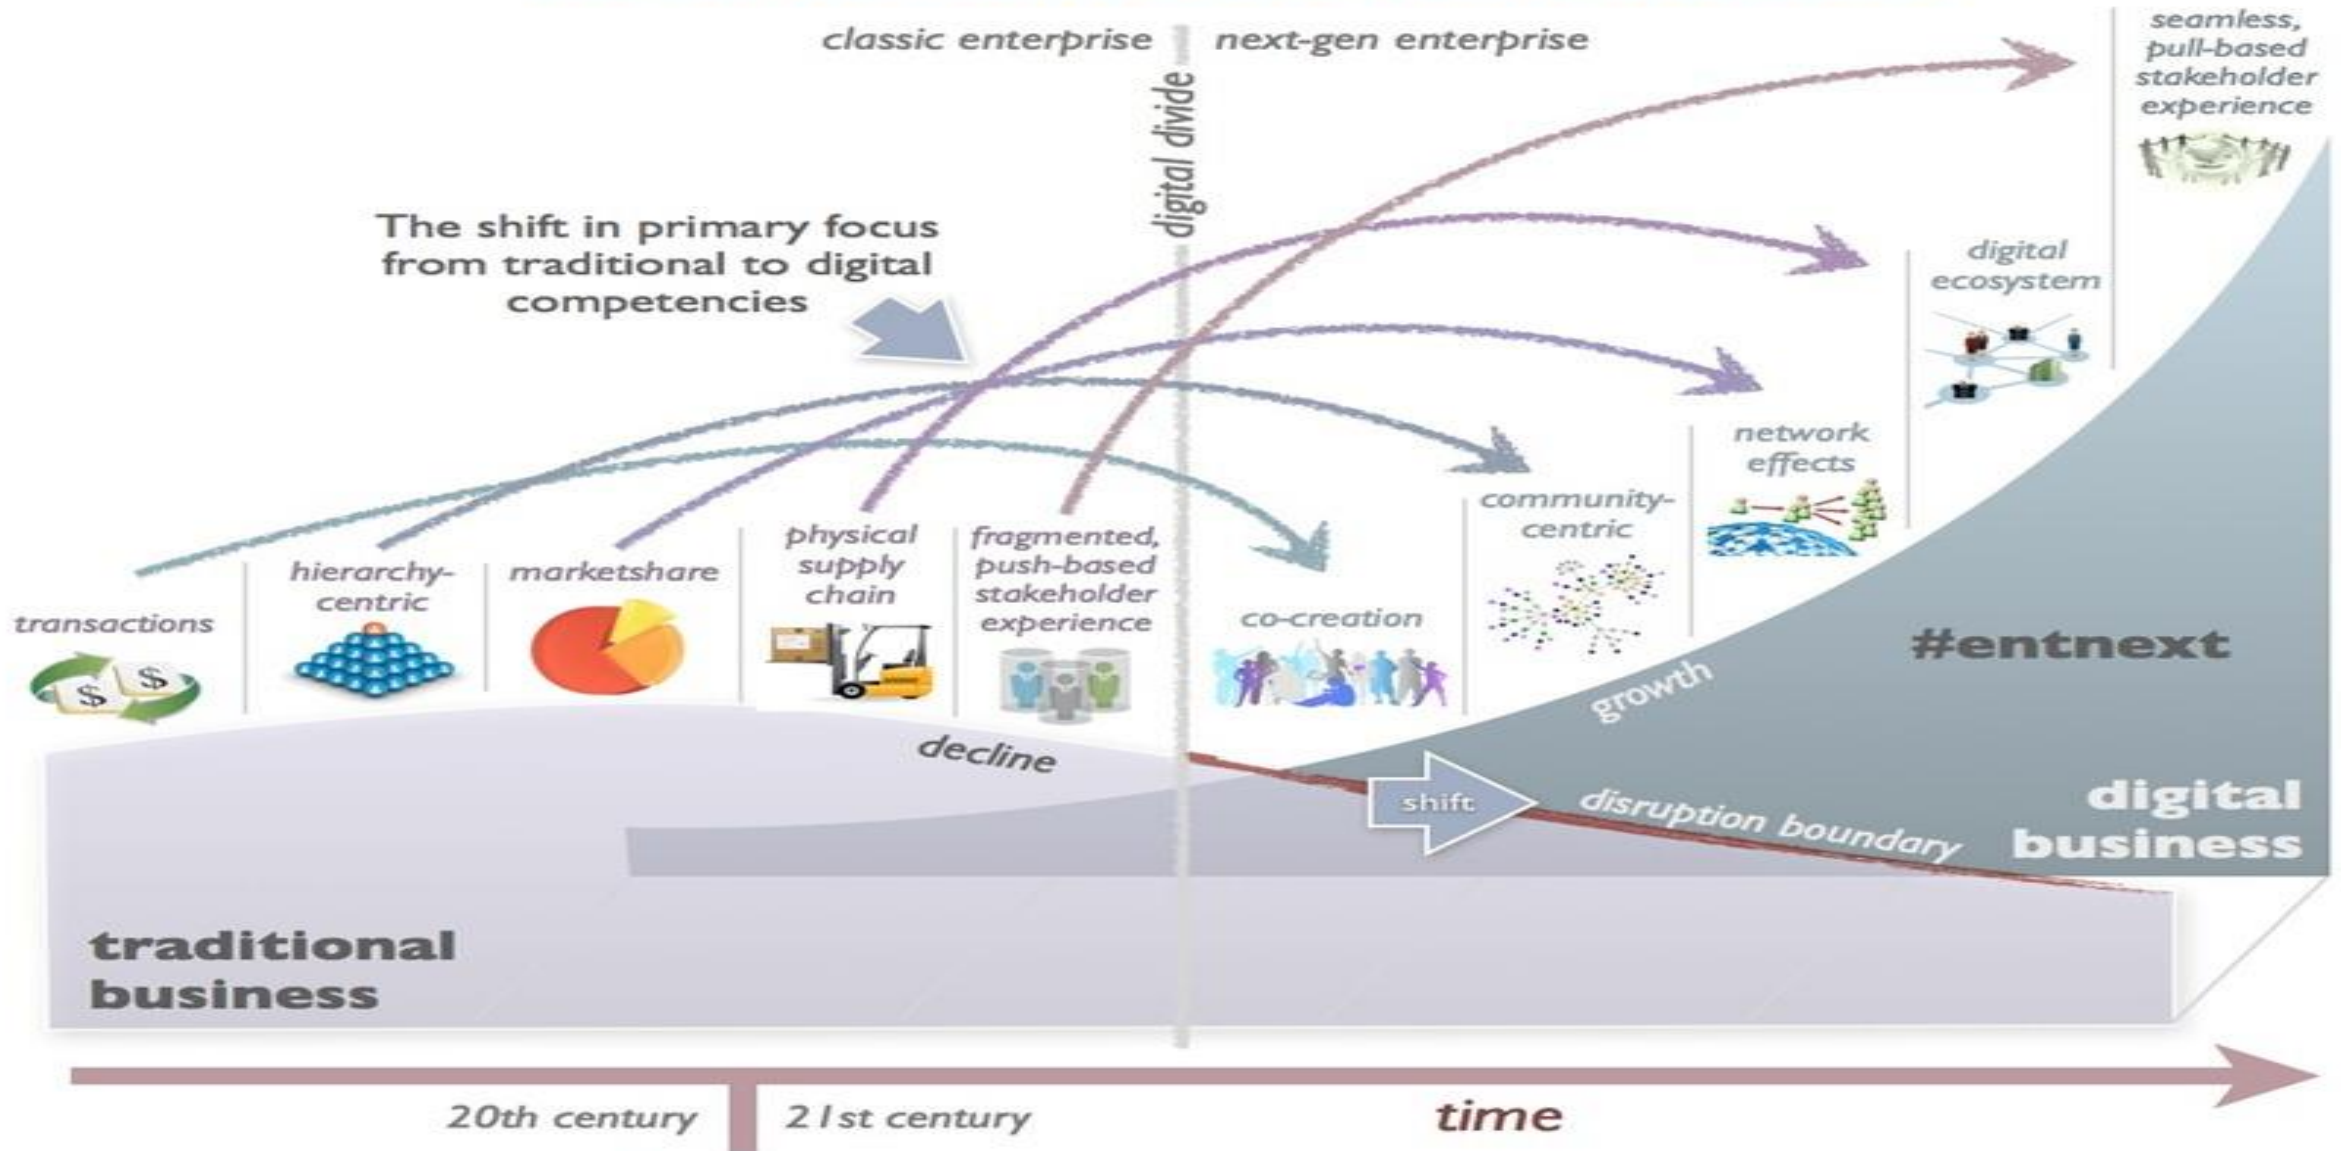 classic enterprise
next-gen enterprise
digital divide
seamless,
pull-based
stakeholder
experience
The shift in primary focus
from traditional to digital
competencies
digital
ecosystem
network
effects
community-
centric
co-creation
transactions
hierarchy-
centric
marketshare
physical
supply
chain
fragmented,
push-based
stakeholder
experience
$ $
decline
growth
#entnext
shift
disruption boundary
digital
business
traditional
business
20th century
21st century
time